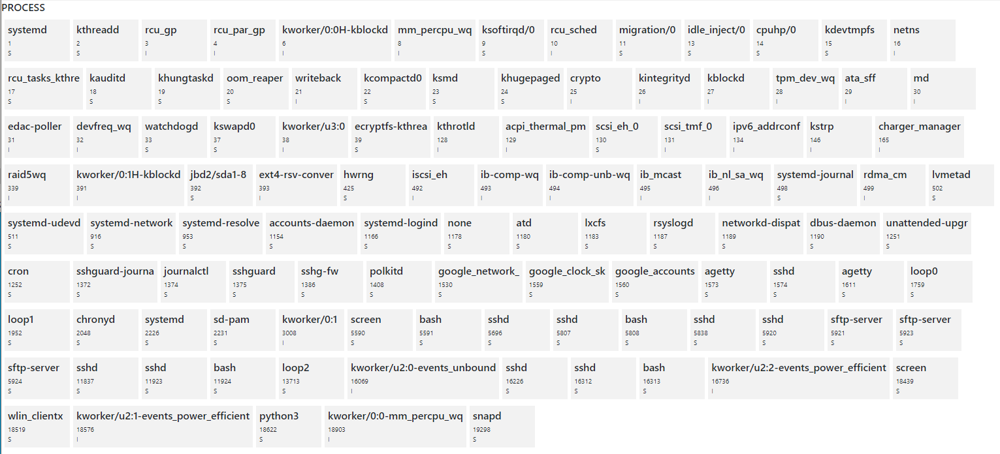 PROCESS
systemd kthreadd rcu_gp rcu_par_gp kworker/0:0H-kblockd mm_percpu_wq ksoftirqd/0 rcu_sched migration/0 idle_inject/0 cpuhp/0 kdevtmpfs netns
1 2 3 4 6 8 9 10 11 13 14 15 16
S S I I I I S I S S S S I
rcu_tasks_kthre kauditd khungtaskd oom_reaper writeback kcompactd0 ksmd khugepaged crypto kintegrityd kblockd tpm_dev_wq ata_sff md
17 18 19 20 21 22 23 24 25 26 27 28 29 30
S S S S I S S S I I I I I I
edac-poller devfreq_wq watchdogd kswapd0 kworker/u3:0 ecryptfs-kthrea kthrotld acpi_thermal_pm scsi_eh_0 scsi_tmf_0 ipv6_addrconf kstrp charger_manager
31 32 33 37 38 39 128 129 130 131 134 146 165
I I S S I S I I S I I I I
raid5wq kworker/0:1H-kblockd jbd2/sda1-8 ext4-rsv-conver hwrng iscsi_eh ib-comp-wq ib-comp-unb-wq ib_mcast ib_nl_sa_wq systemd-journal rdma_cm lvmetad
339 391 392 393 425 492 493 494 495 496 498 499 502
I I S I S I I I I I S I S
systemd-udevd systemd-network systemd-resolve accounts-daemon systemd-logind none atd lxcfs rsyslogd networkd-dispat dbus-daemon unattended-upgr
511 916 953 1154 1166 1178 1180 1183 1187 1189 1190 1251
S S S S S S S S S S S S
cron sshguard-journa journalctl sshguard sshg-fw polkitd google_network_ google_clock_sk google_accounts agetty sshd agetty loop0
1252 1372 1374 1375 1386 1408 1530 1559 1560 1573 1574 1611 1759
S S S S S S S S S S S S S
loop1 chronyd systemd sd-pam kworker/0:1 screen bash sshd sshd bash sshd sshd sftp-server sftp-server
1952 2048 2226 2231 3008 5590 5591 5696 5807 5808 5838 5920 5921 5923
S S S S I S S S S S S S S S
sftp-server sshd sshd bash loop2 kworker/u2:0-events_unbound sshd sshd bash kworker/u2:2-events_power_efficient screen
5924 11837 11923 11924 13713 16069 16226 16312 16313 16736 18439
S S S S S I S S S I S
wlin_clientx kworker/u2:1-events_power_efficient python3 kworker/0:0-mm_percpu_wq snapd
18519 18576 18622 18903 19298
S I S I S